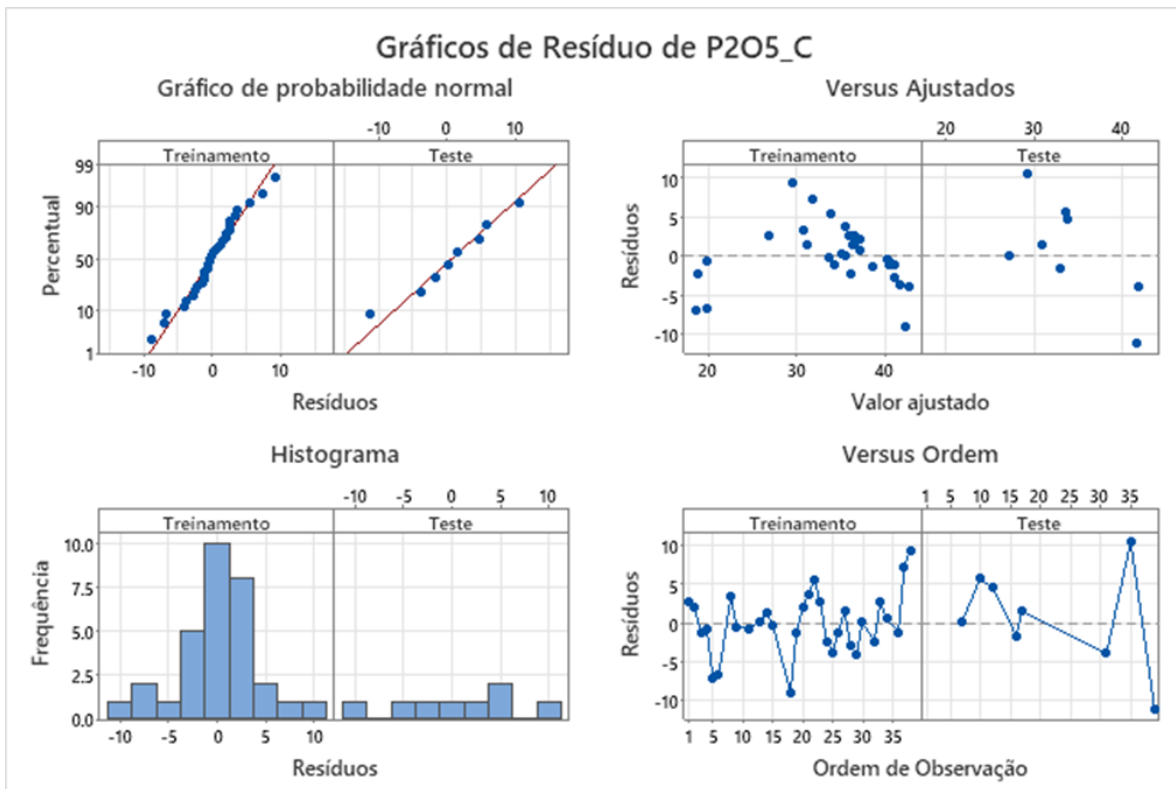 Gráficos de Resíduo de P2O5_C
Gráfico de probabilidade normal
-10 0 10
Treinamento Teste
99
90
50
10
1
Percentual
-10 0 10
Resíduos
Versus Ajustados
20 30 40
Treinamento Teste
10
5
0
-5
-10
Resíduos
20 30 40
Valor ajustado
Histograma
-10 -5 0 5 10
Treinamento Teste
10.0
7.5
5.0
2.5
0.0
Frequência
-10 -5 0 5 10
Resíduos
Versus Ordem
1 5 10 15 20 25 30 35
Treinamento Teste
10
5
0
-5
-10
Resíduos
1 5 10 15 20 25 30 35
Ordem de Observação